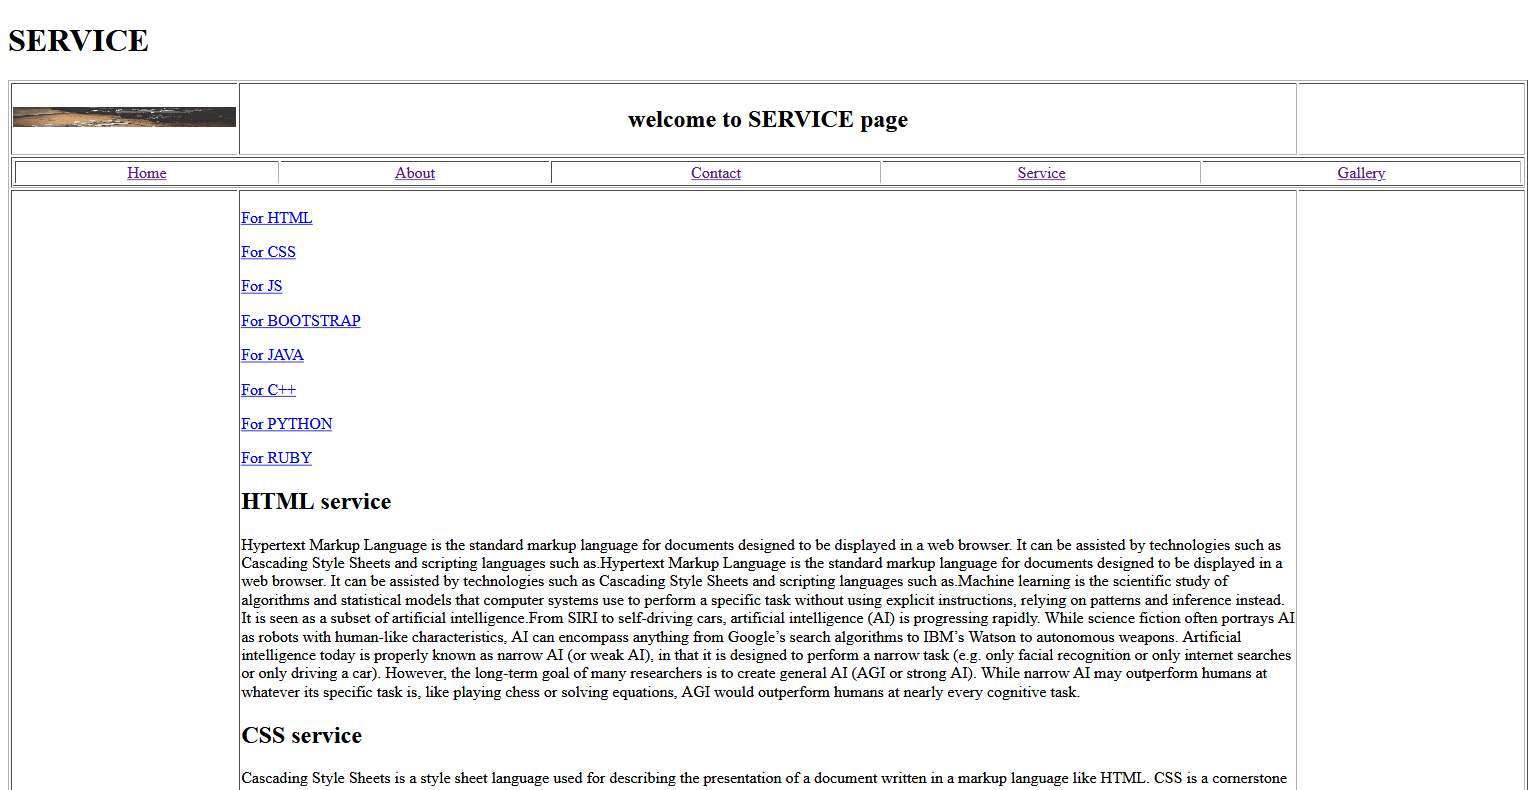 SERVICE
welcome to SERVICE page
Home About Contact Service Gallery
For HTML
For CSS
For JS
For BOOTSTRAP
For JAVA
For C++
For PYTHON
For RUBY
HTML service
Hypertext Markup Language is the standard markup language for documents designed to be displayed in a web browser. It can be assisted by technologies such as
Cascading Style Sheets and scripting languages such as.Hypertext Markup Language is the standard markup language for documents designed to be displayed in a
web browser. It can be assisted by technologies such as Cascading Style Sheets and scripting languages such as.Machine learning is the scientific study of
algorithms and statistical models that computer systems use to perform a specific task without using explicit instructions, relying on patterns and inference instead.
It is seen as a subset of artificial intelligence.From SIRI to self-driving cars, artificial intelligence (AI) is progressing rapidly. While science fiction often portrays AI
as robots with human-like characteristics, AI can encompass anything from Google’s search algorithms to IBM’s Watson to autonomous weapons. Artificial
intelligence today is properly known as narrow AI (or weak AI), in that it is designed to perform a narrow task (e.g. only facial recognition or only internet searches
or only driving a car). However, the long-term goal of many researchers is to create general AI (AGI or strong AI). While narrow AI may outperform humans at
whatever its specific task is, like playing chess or solving equations, AGI would outperform humans at nearly every cognitive task.
CSS service
Cascading Style Sheets is a style sheet language used for describing the presentation of a document written in a markup language like HTML. CSS is a cornerstone